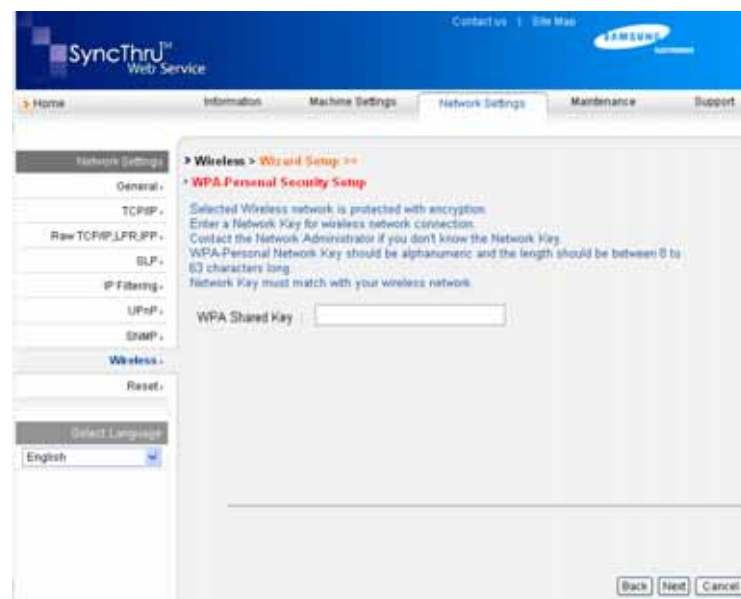 Contact us | Site Map
SAMSUNG
SyncThru™
Web Service
Home
Information
Machine Settings
Network Settings
Maintenance
Support
Network Settings
General
TCP/IP
Raw TCP/IP,LPR,IPP
SLP
IP Filtering
UPnP
SNMP
Wireless
Reset
Select Language
English
> Wireless > Wizard Setup >>
WPA-Personal Security Setup
Selected Wireless network is protected with encryption.
Enter a Network Key for wireless network connection.
Contact the Network Administrator if you don't know the Network Key.
WPA-Personal Network Key should be alphanumeric and the length should be between 8 to
63 characters long.
Network Key must match with your wireless network.
WPA Shared Key :
Back
Next
Cancel